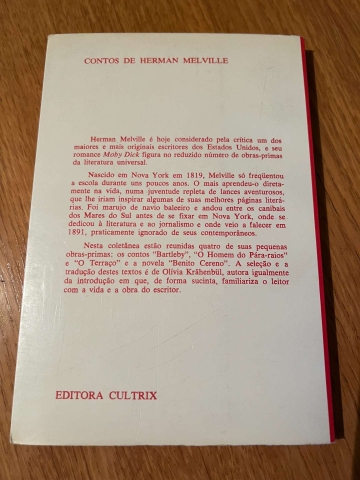 CONTOS DE HERMAN MELVILLE
Herman Melville é hoje considerado pela crítica um dos
maiores e mais originais escritores dos Estados Unidos, e seu
romance Moby Dick figura no reduzido número de obras-primas
da literatura universal.
Nascido em Nova York em 1819, Melville só freqüentou
a escola durante uns poucos anos. O mais aprendeu-o direta-
mente na vida, numa juventude repleta de lances aventurosos,
que lhe iriam inspirar algumas de suas melhores páginas literá-
rias. Foi marujo de navio baleeiro e andou entre os canibais
dos Mares do Sul antes de se fixar em Nova York, onde se
dedicou à literatura e ao jornalismo e onde veio a falecer em
1891, praticamente ignorado de seus contemporâneos.
Nesta coletânea estão reunidas quatro de suas pequenas
obras-primas: os contos "Bartleby", "O Homem do Pára-raios"
e "O Terraço" e a novela "Benito Cereno". A seleção e a
tradução destes textos é de Olívia Krähenbül, autora igualmente
da introdução em que, de forma sucinta, familiariza o leitor
com a vida e a obra do escritor.
EDITORA CULTRIX